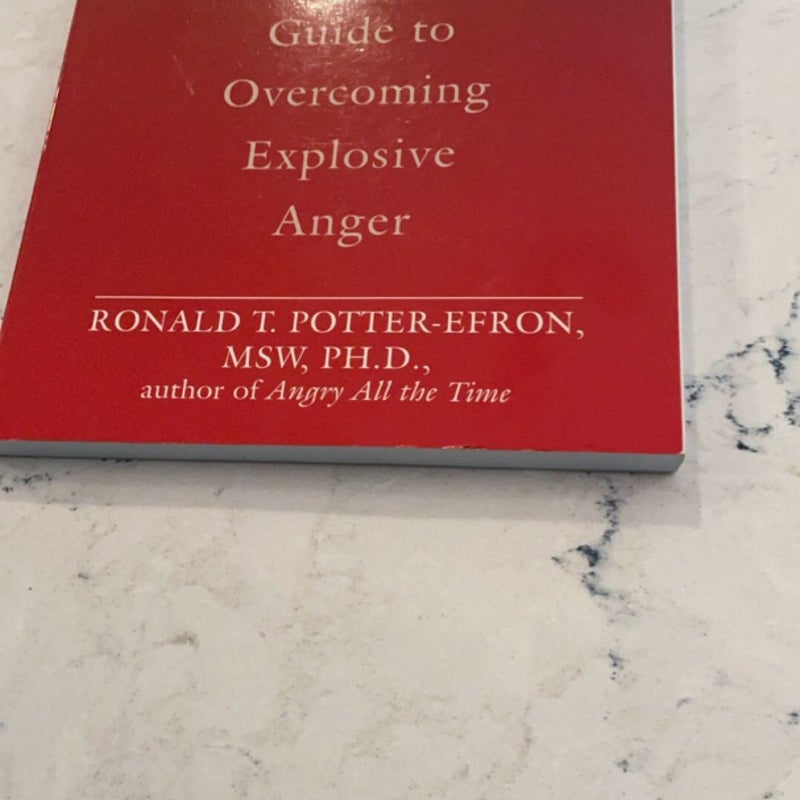 Guide to
Overcoming
Explosive
Anger
RONALD T. POTTER-EFRON,
MSW, PH.D.,
author of Angry All the Time